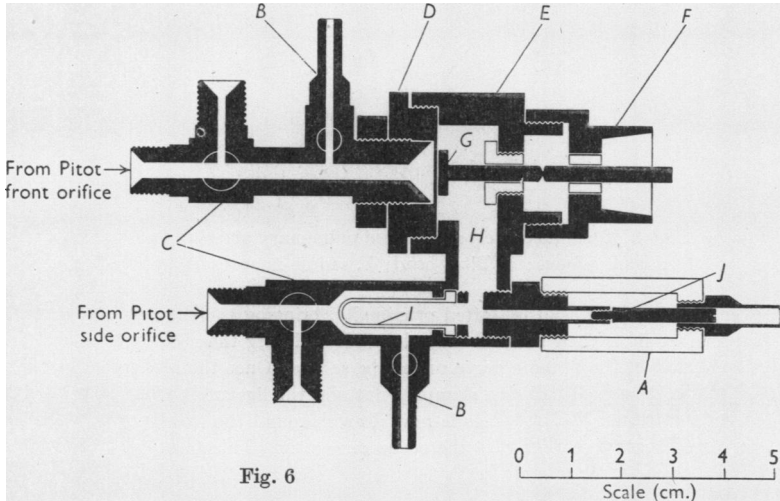 B
D
E
F
G
From Pitot
front orifice
C
H
J
From Pitot
side orifice
I
A
B
Fig. 6
0 1 2 3 4 5
Scale (cm.)